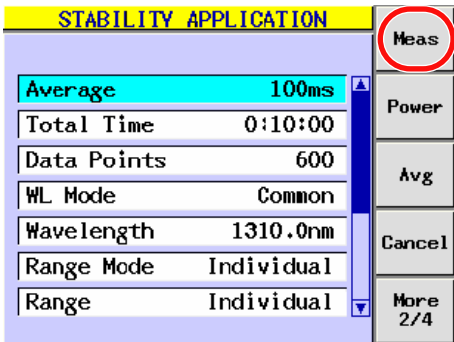 STABILITY APPLICATION
Average 100ms
Total Time 0:10:00
Data Points 600
WL Mode Common
Wavelength 1310.0nm
Range Mode Individual
Range Individual
Meas
Power
Avg
Cancel
More
2/4